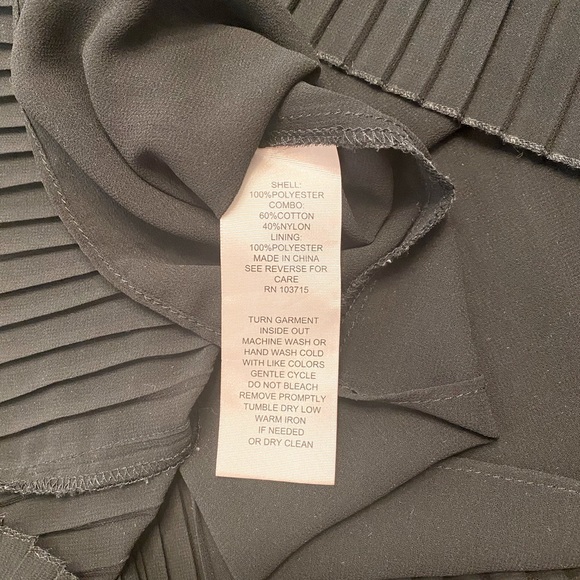 SHELL:
100%POLYESTER
COMBO:
60%COTTON
40%NYLON
LINING:
100%POLYESTER
MADE IN CHINA
SEE REVERSE FOR
CARE
RN 103715
TURN GARMENT
INSIDE OUT
MACHINE WASH OR
HAND WASH COLD
WITH LIKE COLORS
GENTLE CYCLE
DO NOT BLEACH
REMOVE PROMPTLY
TUMBLE DRY LOW
WARM IRON
IF NEEDED
OR DRY CLEAN